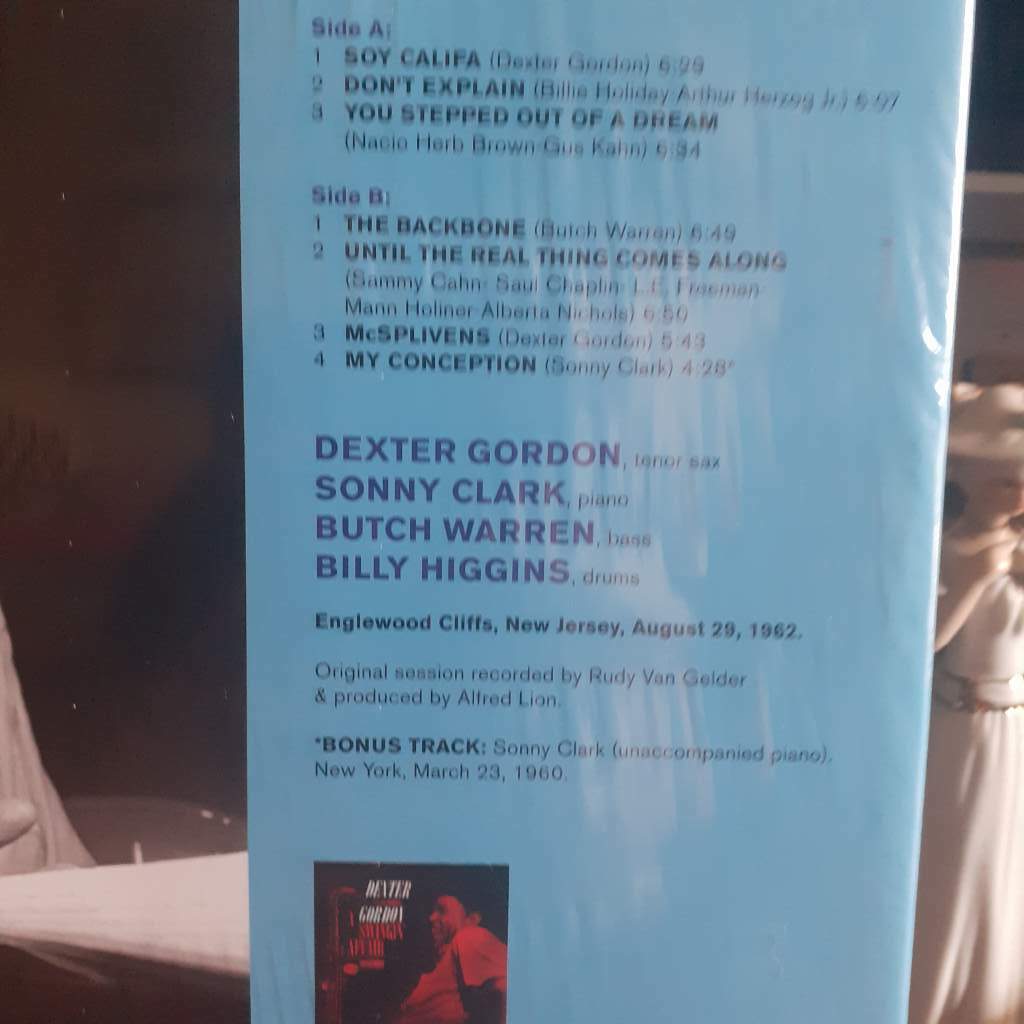 Side A:
1 SOY CALIFA (Dexter Gordon) 6:29
2 DON'T EXPLAIN (Billie Holiday-Arthur Herzog Jr.) 6:07
3 YOU STEPPED OUT OF A DREAM
(Nacio Herb Brown-Gus Kahn) 6:34
Side B:
1 THE BACKBONE (Butch Warren) 6:49
2 UNTIL THE REAL THING COMES ALONG
(Sammy Cahn- Saul Chaplin- L.E. Freeman-
Mann Holiner-Alberta Nichols) 6:50
3 McSPLIVENS (Dexter Gordon) 5:43
4 MY CONCEPTION (Sonny Clark) 4:28*
DEXTER GORDON, tenor sax
SONNY CLARK, piano
BUTCH WARREN, bass
BILLY HIGGINS, drums
Englewood Cliffs, New Jersey, August 29, 1962.
Original session recorded by Rudy Van Gelder
& produced by Alfred Lion.
*BONUS TRACK: Sonny Clark (unaccompanied piano).
New York, March 23, 1960.
DEXTER
GORDON
A
SWINGIN'
AFFAIR